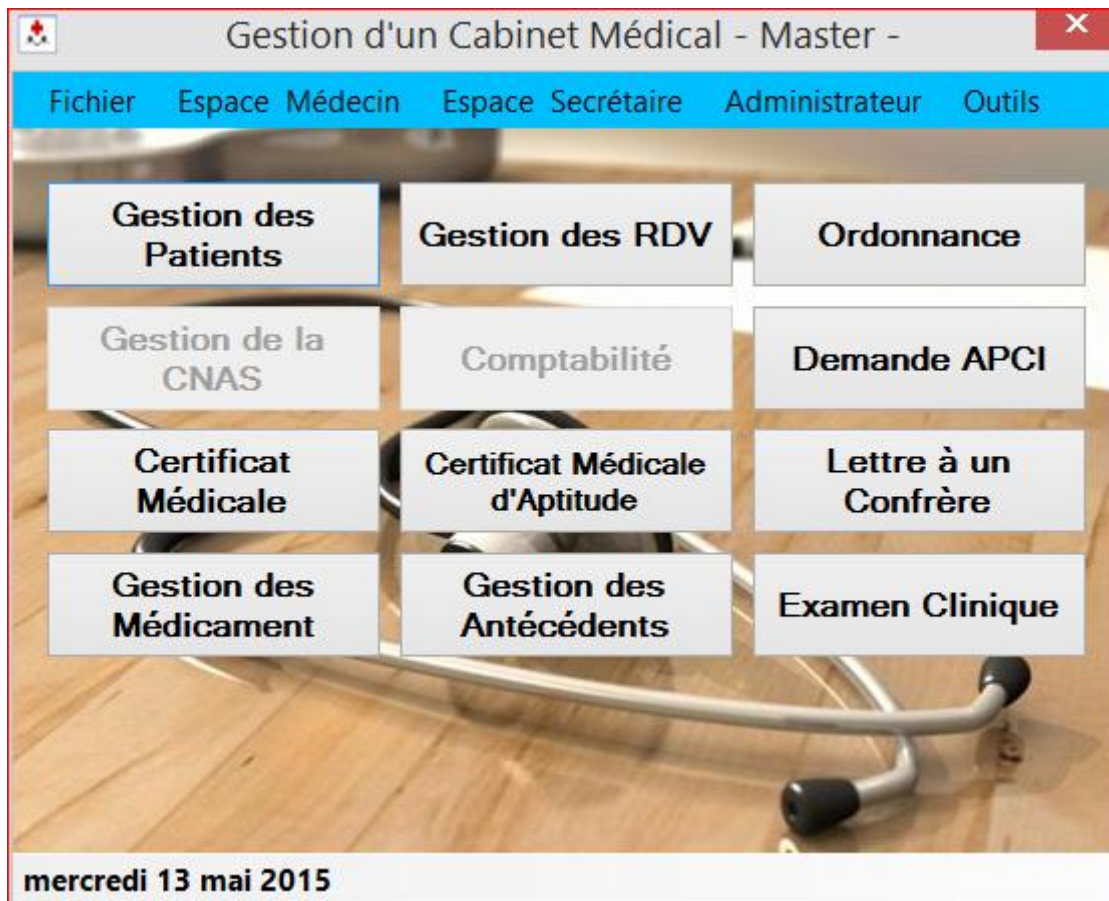 Gestion d'un Cabinet Médical - Master -
Fichier Espace Médecin Espace Secrétaire Administrateur Outils
Gestion des
Patients
Gestion des RDV
Ordonnance
Gestion de la
CNAS
Comptabilité
Demande APCI
Certificat
Médicale
Certificat Médicale
d'Aptitude
Lettre à un
Confrère
Gestion des
Médicament
Gestion des
Antécédents
Examen Clinique
mercredi 13 mai 2015